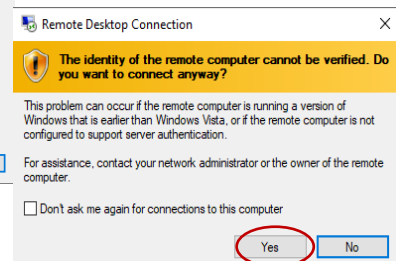 Remote Desktop Connection
The identity of the remote computer cannot be verified. Do
you want to connect anyway?
This problem can occur if the remote computer is running a version of
Windows that is earlier than Windows Vista, or if the remote computer is not
configured to support server authentication.
For assistance, contact your network administrator or the owner of the remote
computer.
Don't ask me again for connections to this computer
Yes No